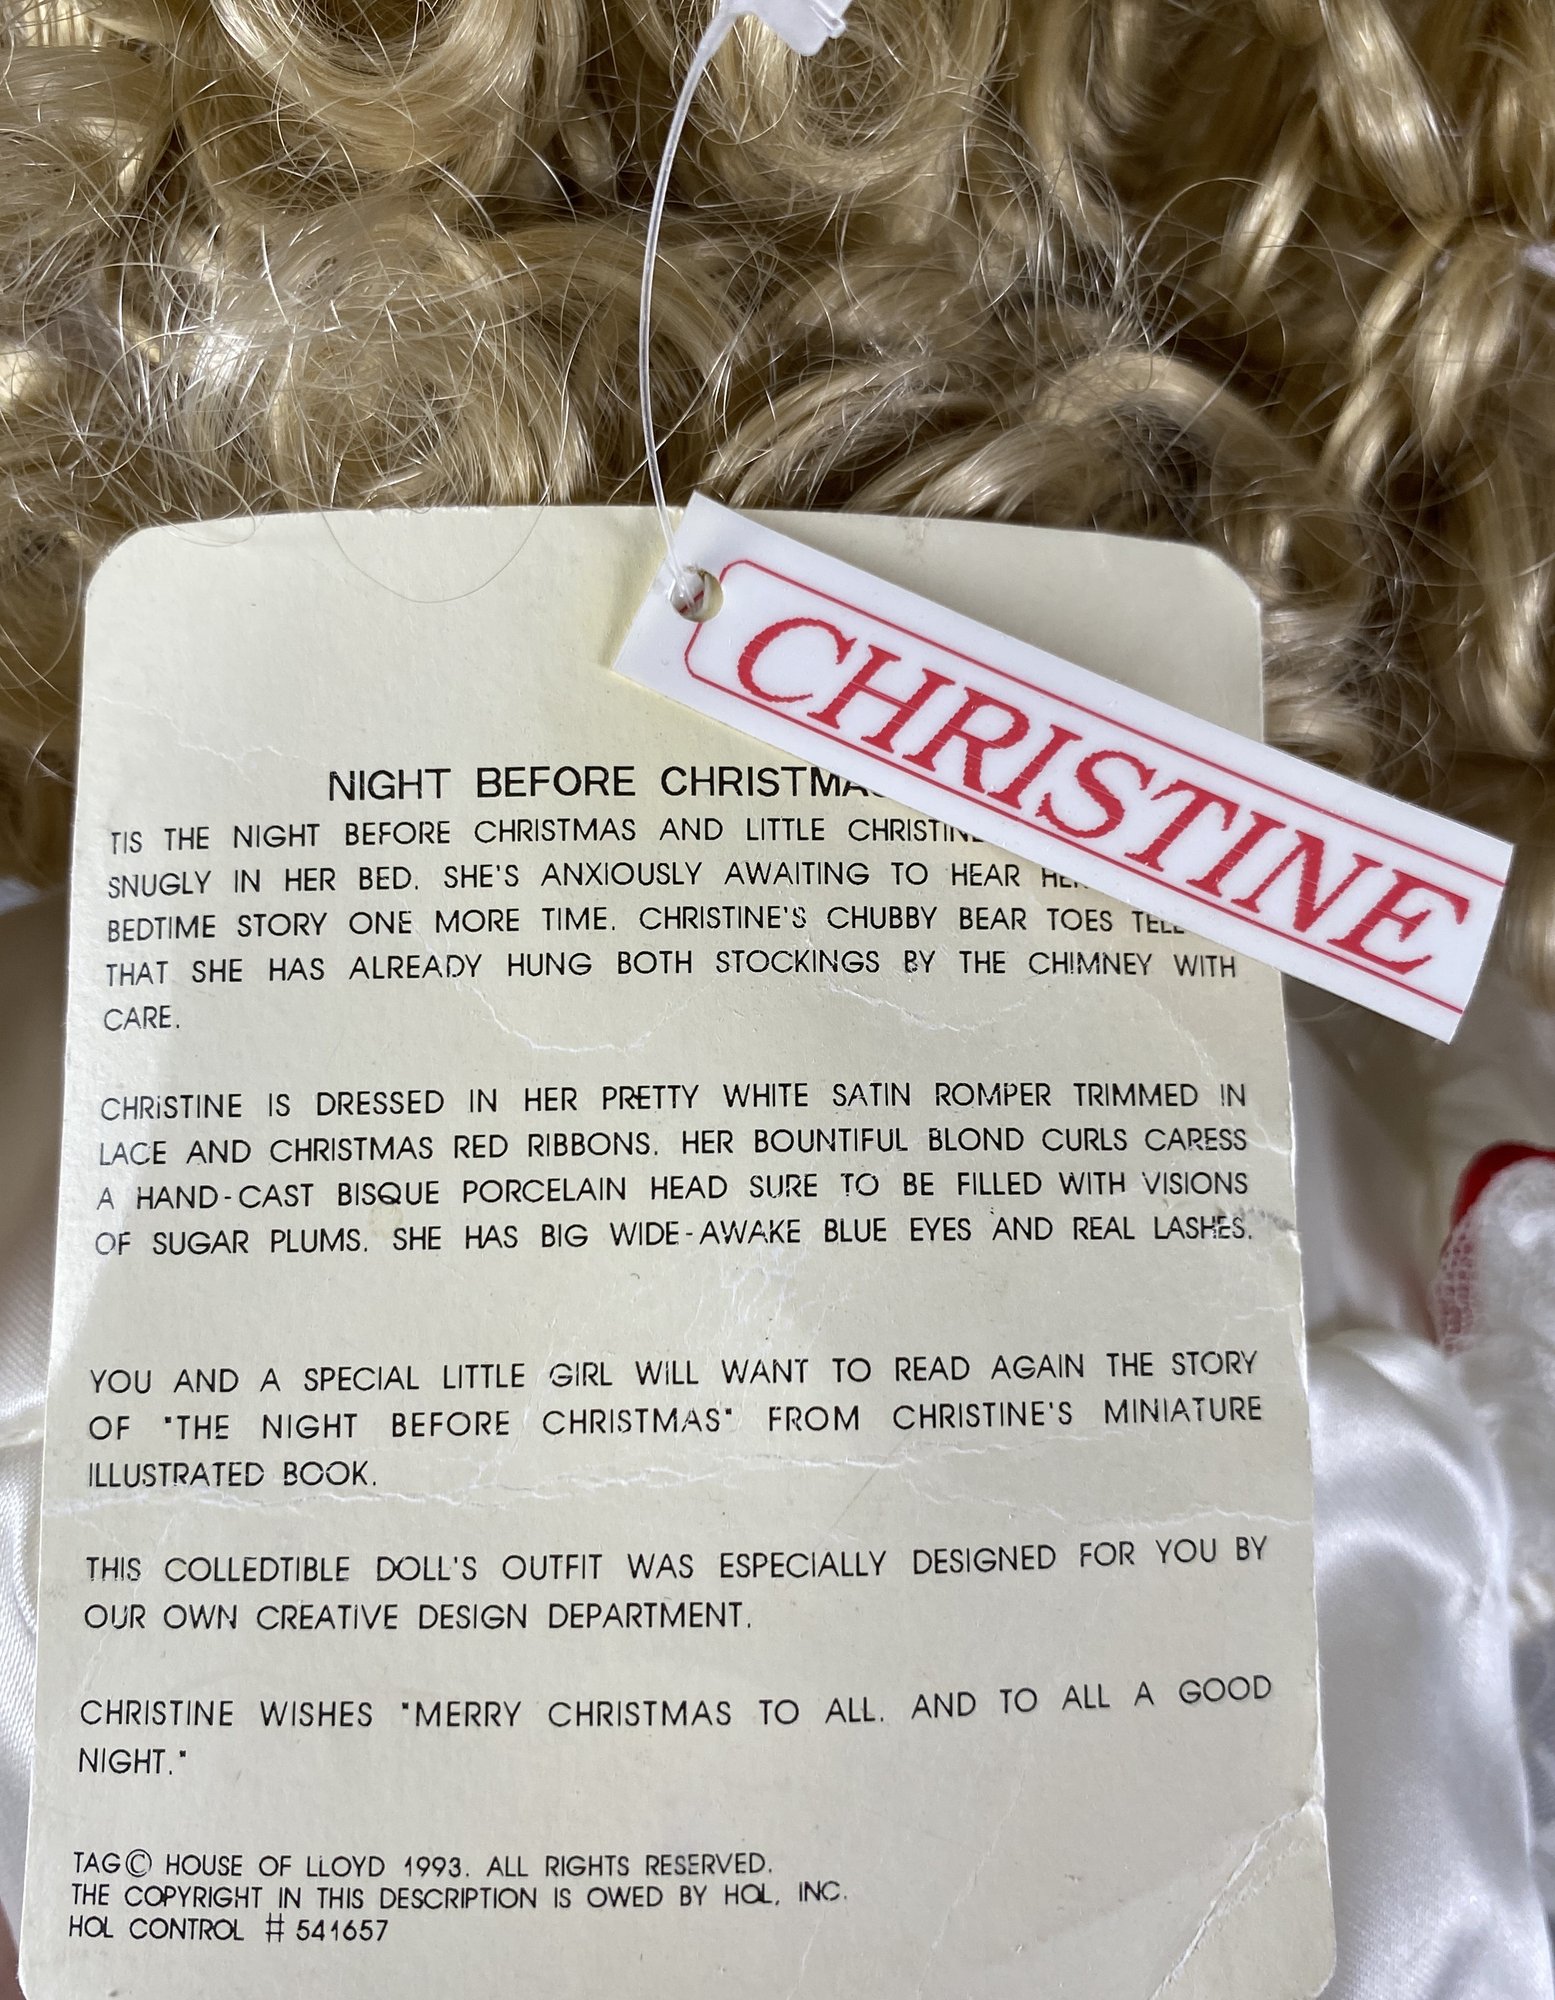 CHRISTINE
NIGHT BEFORE
TIS THE NIGHT BEFORE CHRISTMAS AND LITTLE
SNUGLY IN HER BED. SHE'S ANXIOUSLY AWAITING TO HEAR
BEDTIME STORY ONE MORE TIME. CHRISTINE'S CHUBBY BEAR TOES
THAT SHE HAS ALREADY HUNG BOTH STOCKINGS BY THE CHIMNEY WITH
CARE.
CHRISTINE IS DRESSED IN HER PRETTY WHITE SATIN ROMPER TRIMMED IN
LACE AND CHRISTMAS RED RIBBONS. HER BOUNTIFUL BLOND CURLS CARESS
A HAND-CAST BISQUE PORCELAIN HEAD SURE TO BE FILLED WITH VISIONS
OF SUGAR PLUMS. SHE HAS BIG WIDE-AWAKE BLUE EYES AND REAL LASHES.
YOU AND A SPECIAL LITTLE GIRL WILL WANT TO READ AGAIN THE STORY
OF "THE NIGHT BEFORE CHRISTMAS" FROM CHRISTINE'S MINIATURE
ILLUSTRATED BOOK.
THIS COLLEDTIBLE DOLL'S OUTFIT WAS ESPECIALLY DESIGNED FOR YOU BY
OUR OWN CREATIVE DESIGN DEPARTMENT.
CHRISTINE WISHES "MERRY CHRISTMAS TO ALL. AND TO ALL A GOOD
NIGHT."
TAG© HOUSE OF LLOYD 1993. ALL RIGHTS RESERVED.
THE COPYRIGHT IN THIS DESCRIPTION IS OWED BY HOL, INC.
HOL CONTROL # 541657